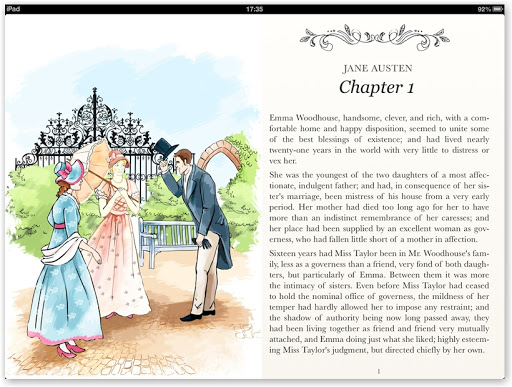 iPad
17:35
92%
JANE AUSTEN
Chapter 1
Emma Woodhouse, handsome, clever, and rich, with a com-
fortable home and happy disposition, seemed to unite some
of the best blessings of existence; and had lived nearly
twenty-one years in the world with very little to distress or
vex her.
She was the youngest of the two daughters of a most affec-
tionate, indulgent father; and had, in consequence of her sis-
ter's marriage, been mistress of his house from a very early
period. Her mother had died too long ago for her to have
more than an indistinct remembrance of her caresses; and
her place had been supplied by an excellent woman as gov-
erness, who had fallen little short of a mother in affection.
Sixteen years had Miss Taylor been in Mr. Woodhouse's fam-
ily, less as a governess than a friend, very fond of both daugh-
ters, but particularly of Emma. Between them it was more
the intimacy of sisters. Even before Miss Taylor had ceased
to hold the nominal office of governess, the mildness of her
temper had hardly allowed her to impose any restraint; and
the shadow of authority being now long passed away, they
had been living together as friend and friend very mutually
attached, and Emma doing just what she liked; highly esteem-
ing Miss Taylor's judgment, but directed chiefly by her own.
1